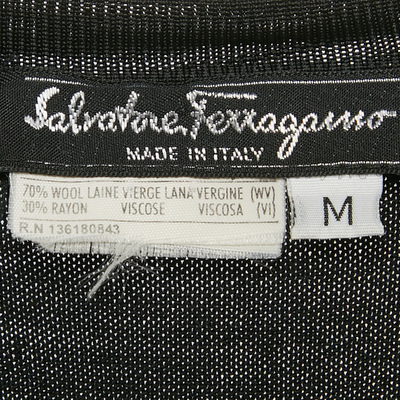 Salvatore Ferragamo
MADE IN ITALY
70% WOOL LAINE VIERGE LANA VERGINE (WV)
30% RAYON VISCOSE VISCOSA (VI)
R.N 136180843
M